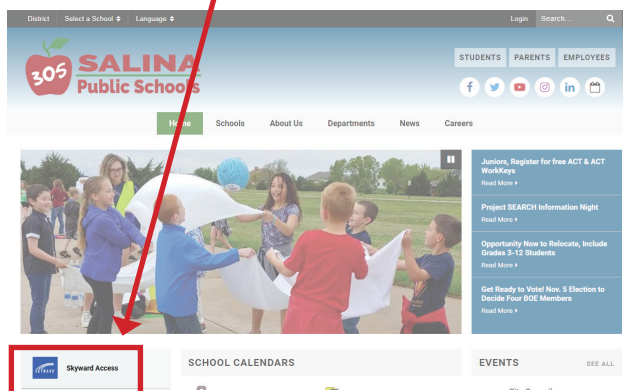 District Select a School Language Login Search...
305 SALINA
Public Schools
STUDENTS PARENTS EMPLOYEES
Home Schools About Us Departments News Careers
Juniors, Register for free ACT & ACT
WorkKeys
Read More
Project SEARCH Information Night
Read More
Opportunity Now to Relocate, Include
Grades 3-12 Students
Read More
Get Ready to Vote! Nov. 5 Election to
Decide Four BOE Members
Read More
Skyward Access
SCHOOL CALENDARS
EVENTS SEE ALL